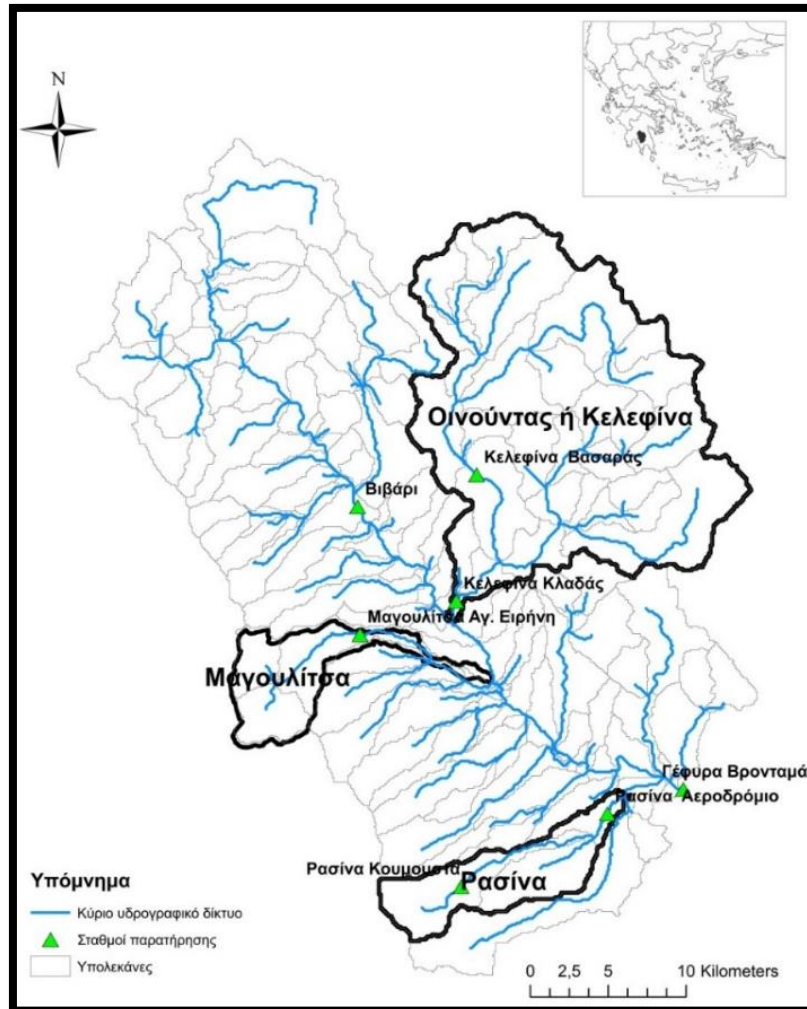 N
Οινούντας ή Κελεφίνα
Κελεφίνα Βασαράς
Βιβάρι
Κελεφίνα Κλαδάς
Μαγουλίτσα Αγ. Ειρήνη
Μαγουλίτσα
Γέφυρα Βρονταμά
Ρασίνα Αεροδρόμιο
Ρασίνα Κουμουστά
Ρασίνα
Υπόμνημα
Κύριο υδρογραφικό δίκτυο
Σταθμοί παρατήρησης
Υπολεκάνες
0 2,5 5 10 Kilometers